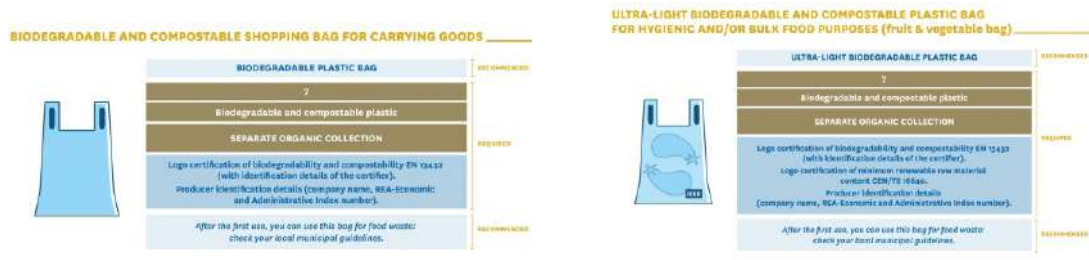 BIODEGRADABLE AND COMPOSTABLE SHOPPING BAG FOR CARRYING GOODS
BIODEGRADABLE PLASTIC BAG
RECOMMENDED
7
Biodegradable and compostable plastic
SEPARATE ORGANIC COLLECTION
REQUIRED
Logo certification of biodegradability and compostability EN 13432
(with identification details of the certifier).
Producer identification details (company name, REA-Economic
and Administrative Index number).
After the first use, you can use this bag for food waste:
check your local municipal guidelines.
RECOMMENDED
ULTRA-LIGHT BIODEGRADABLE AND COMPOSTABLE PLASTIC BAG
FOR HYGIENIC AND/OR BULK FOOD PURPOSES (fruit & vegetable bag)
ULTRA-LIGHT BIODEGRADABLE PLASTIC BAG
RECOMMENDED
7
Biodegradable and compostable plastic
SEPARATE ORGANIC COLLECTION
REQUIRED
Logo certification of biodegradability and compostability EN 13432
(with identification details of the certifier).
Logo certification of minimum renewable raw material
content CEN/TS 16640.
Producer identification details
(company name, REA-Economic and Administrative Index number).
After the first use, you can use this bag for food waste:
check your local municipal guidelines.
RECOMMENDED